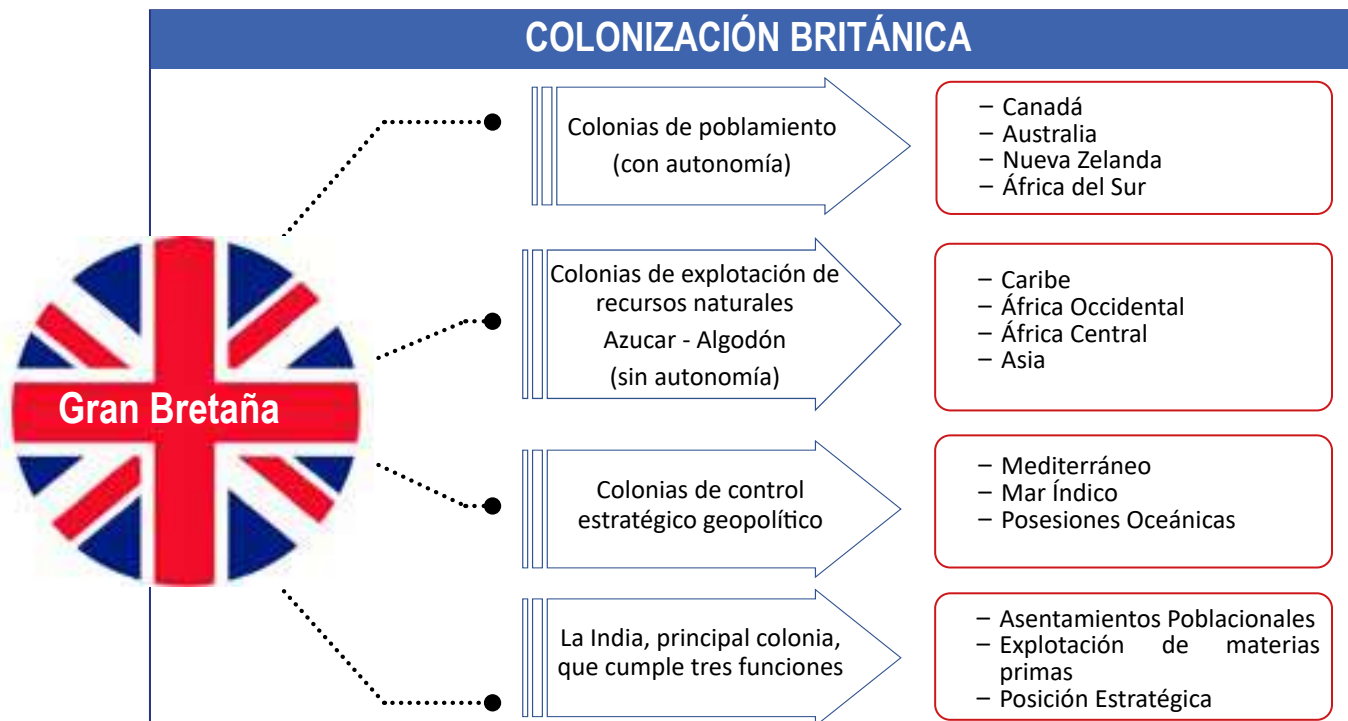 COLONIZACIÓN BRITÁNICA
Gran Bretaña
Colonias de poblamiento
(con autonomía)
– Canadá
– Australia
– Nueva Zelanda
– África del Sur
Colonias de explotación de
recursos naturales
Azucar - Algodón
(sin autonomía)
– Caribe
– África Occidental
– África Central
– Asia
Colonias de control
estratégico geopolítico
– Mediterráneo
– Mar Índico
– Posesiones Oceánicas
La India, principal colonia,
que cumple tres funciones
– Asentamientos Poblacionales
– Explotación de materias
primas
– Posición Estratégica